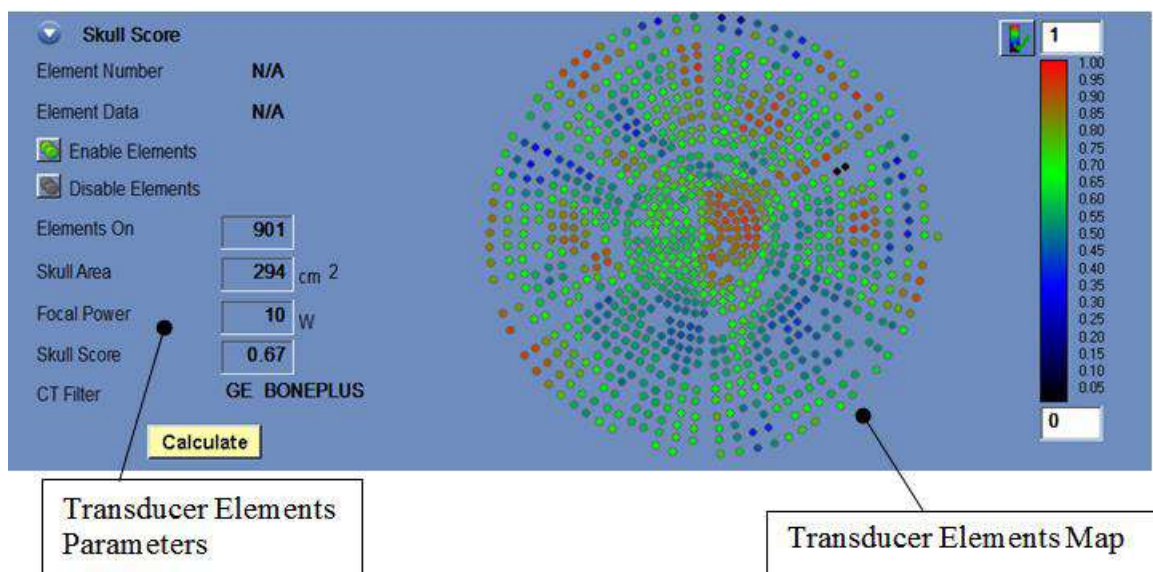 Skull Score
Element Number N/A
Element Data N/A
Enable Elements
Disable Elements
Elements On 901
Skull Area 294 cm 2
Focal Power 10 W
Skull Score 0.67
CT Filter GE BONEPLUS
Calculate
1
1.00
0.95
0.90
0.85
0.80
0.75
0.70
0.65
0.60
0.55
0.50
0.45
0.40
0.35
0.30
0.25
0.20
0.15
0.10
0.05
0
Transducer Elements
Parameters
Transducer Elements Map